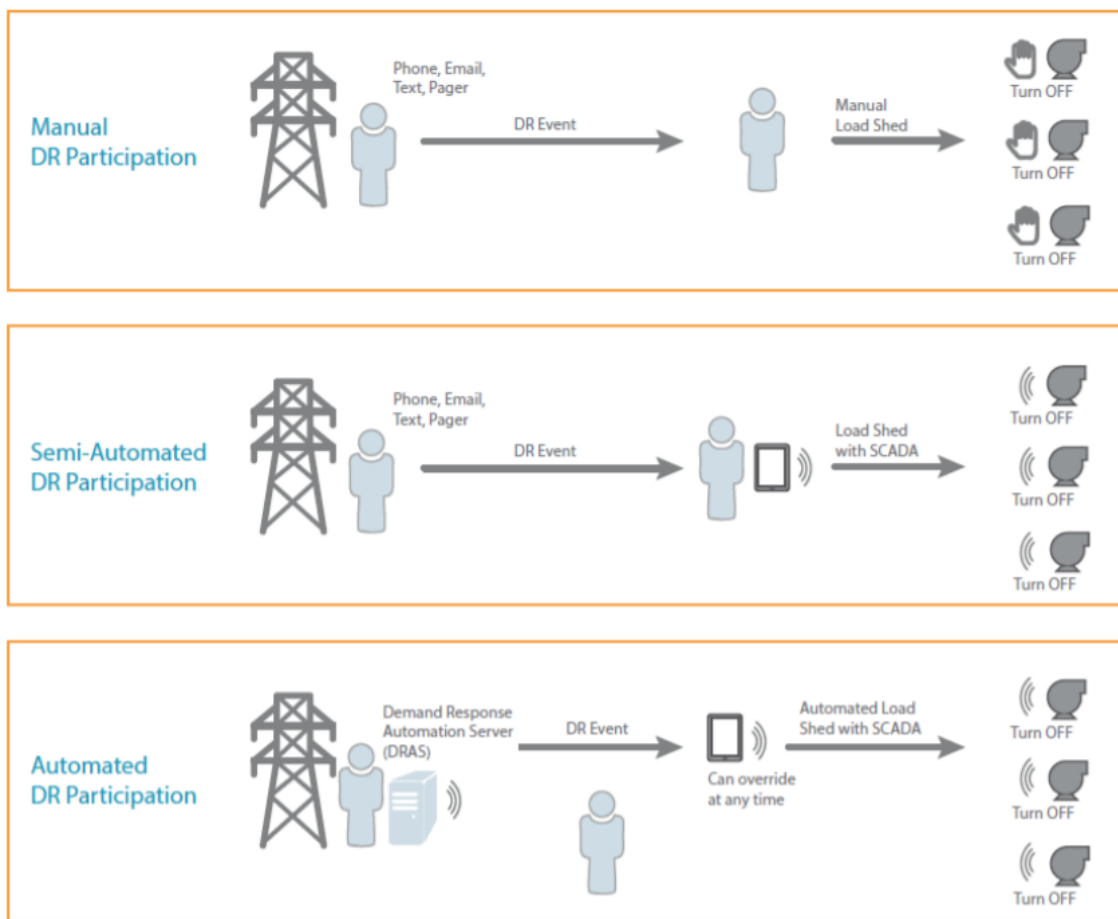 Manual
DR Participation
Phone, Email,
Text, Pager
DR Event
Manual
Load Shed
Turn OFF
Turn OFF
Turn OFF
Semi-Automated
DR Participation
Phone, Email,
Text, Pager
DR Event
Load Shed
with SCADA
Turn OFF
Turn OFF
Turn OFF
Automated
DR Participation
Demand Response
Automation Server
(DRAS)
DR Event
Can override
at any time
Automated Load
Shed with SCADA
Turn OFF
Turn OFF
Turn OFF